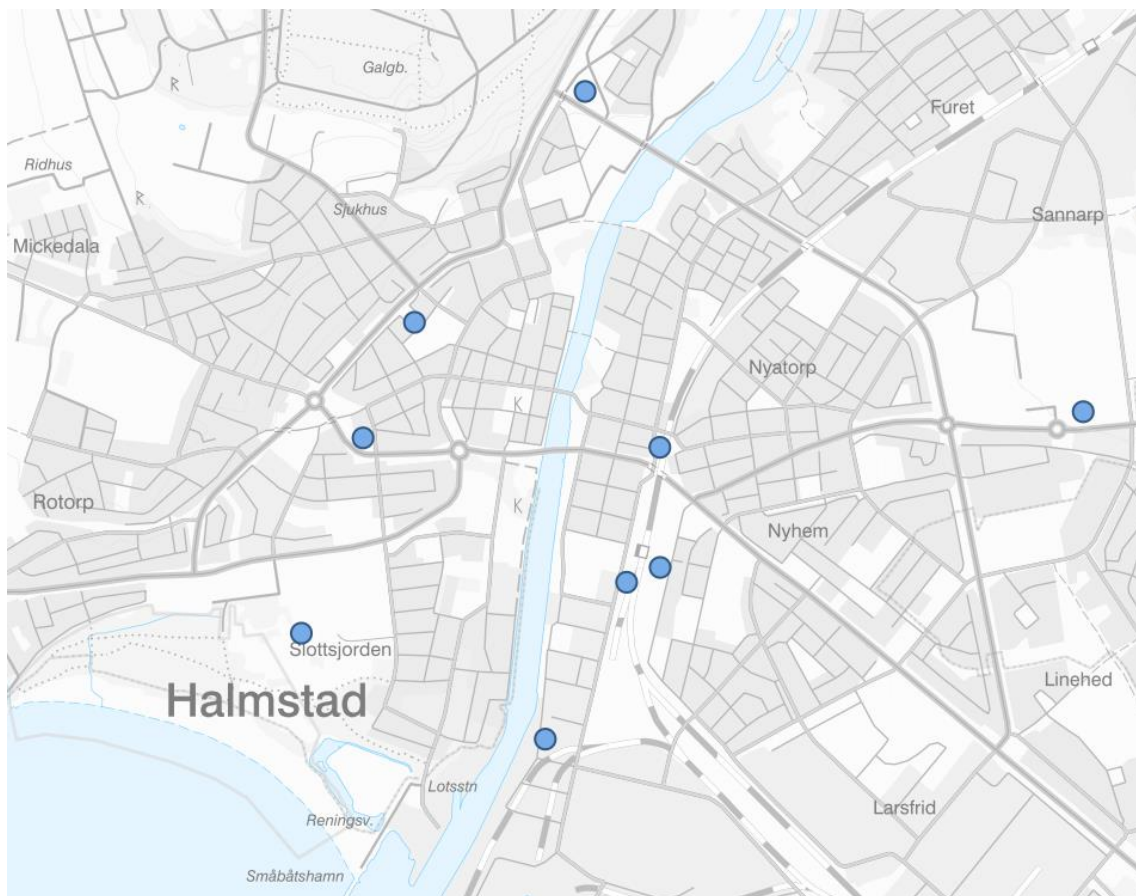 Galgb.
Furet
Ridhus
Sjukhus
Sannarp
Mickedala
Nyatorp
K
Rotorp
K
Nyhem
Slottsjorden
Linehed
Halmstad
Lotsstn
Larsfrid
Reningsv.
Småbåtshamn